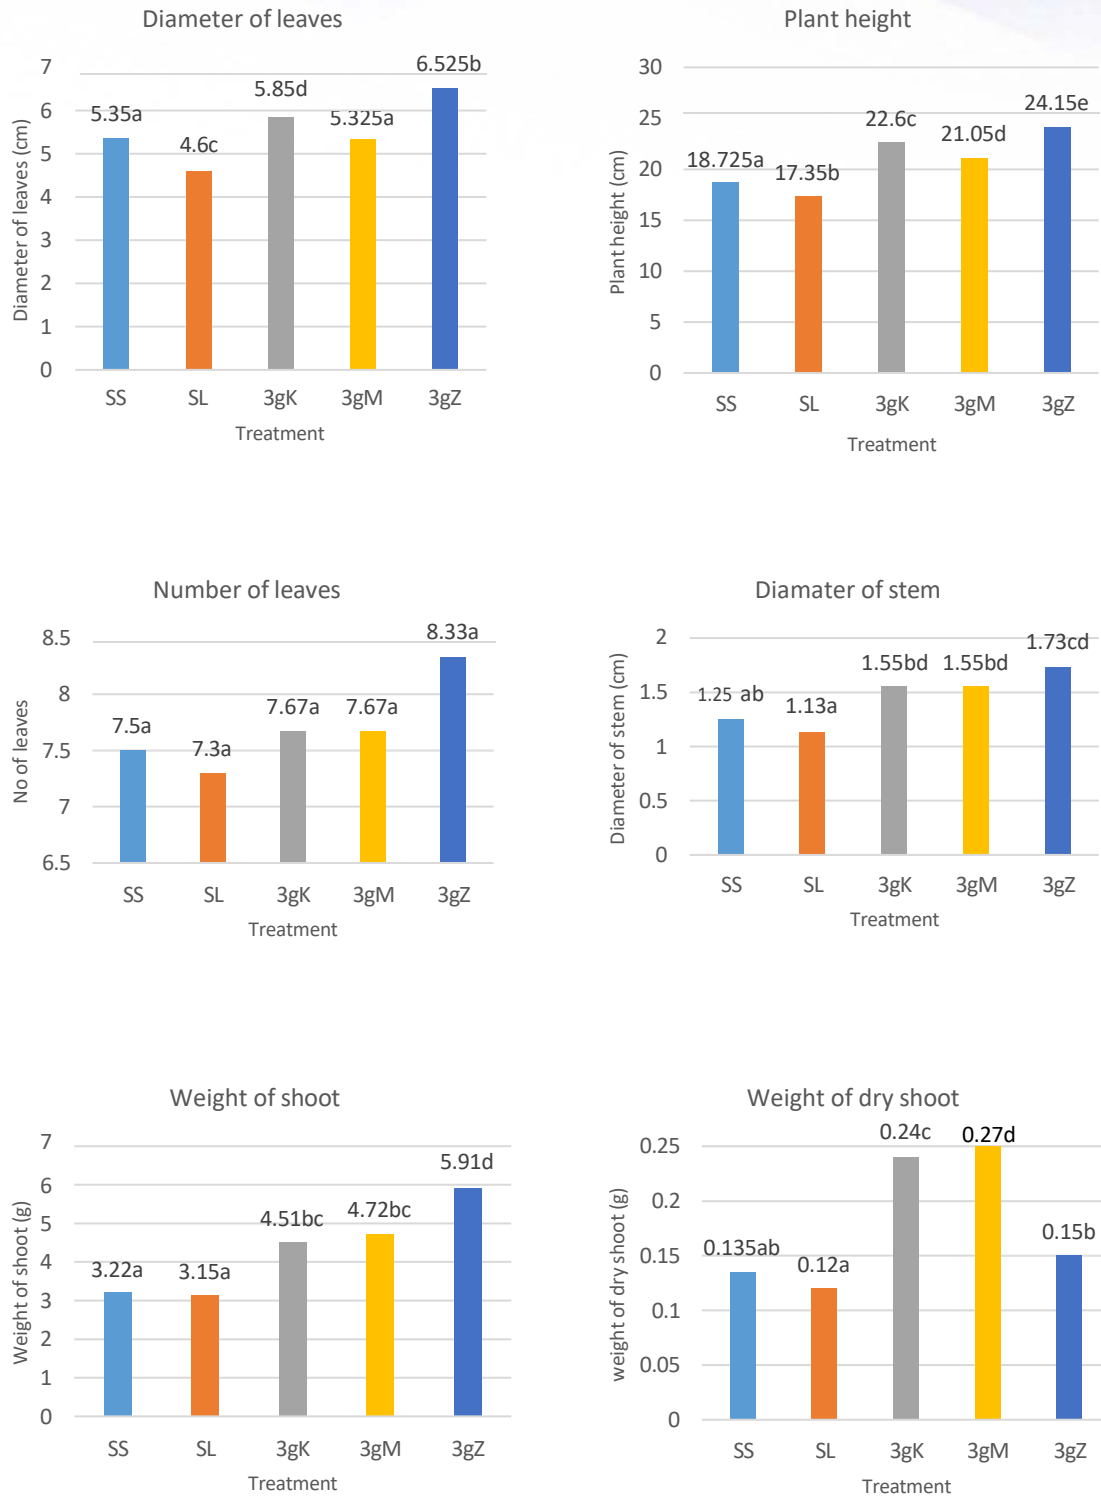 Diameter of leaves
Diameter of leaves (cm)
7
6
5
4
3
2
1
0
5.35a
4.6c
5.85d
5.325a
6.525b
SS SL 3gK 3gM 3gZ
Treatment
Plant height
Plant height (cm)
30
25
20
15
10
5
0
18.725a
17.35b
22.6c
21.05d
24.15e
SS SL 3gK 3gM 3gZ
Treatment
Number of leaves
No of leaves
8.5
8
7.5
7
6.5
7.5a
7.3a
7.67a
7.67a
8.33a
SS SL 3gK 3gM 3gZ
Treatment
Diamater of stem
Diameter of stem (cm)
2
1.5
1
0.5
0
1.25 ab
1.13a
1.55bd
1.55bd
1.73cd
SS SL 3gK 3gM 3gZ
Treatment
Weight of shoot
Weight of shoot (g)
7
6
5
4
3
2
1
0
3.22a
3.15a
4.51bc
4.72bc
5.91d
SS SL 3gK 3gM 3gZ
Treatment
Weight of dry shoot
weight of dry shoot (g)
0.25
0.2
0.15
0.1
0.05
0
0.135ab
0.12a
0.24c
0.27d
0.15b
SS SL 3gK 3gM 3gZ
Treatment